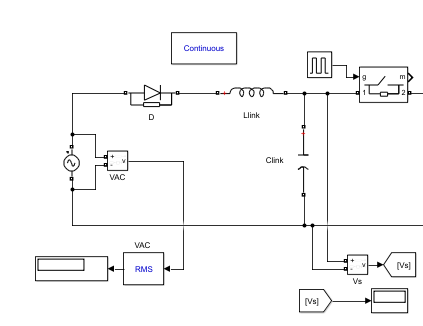 Continuous
g
m
1
2
D
Llink
Clink
+
-
v
VAC
VAC
RMS
+
-
v
[Vs]
Vs
[Vs]